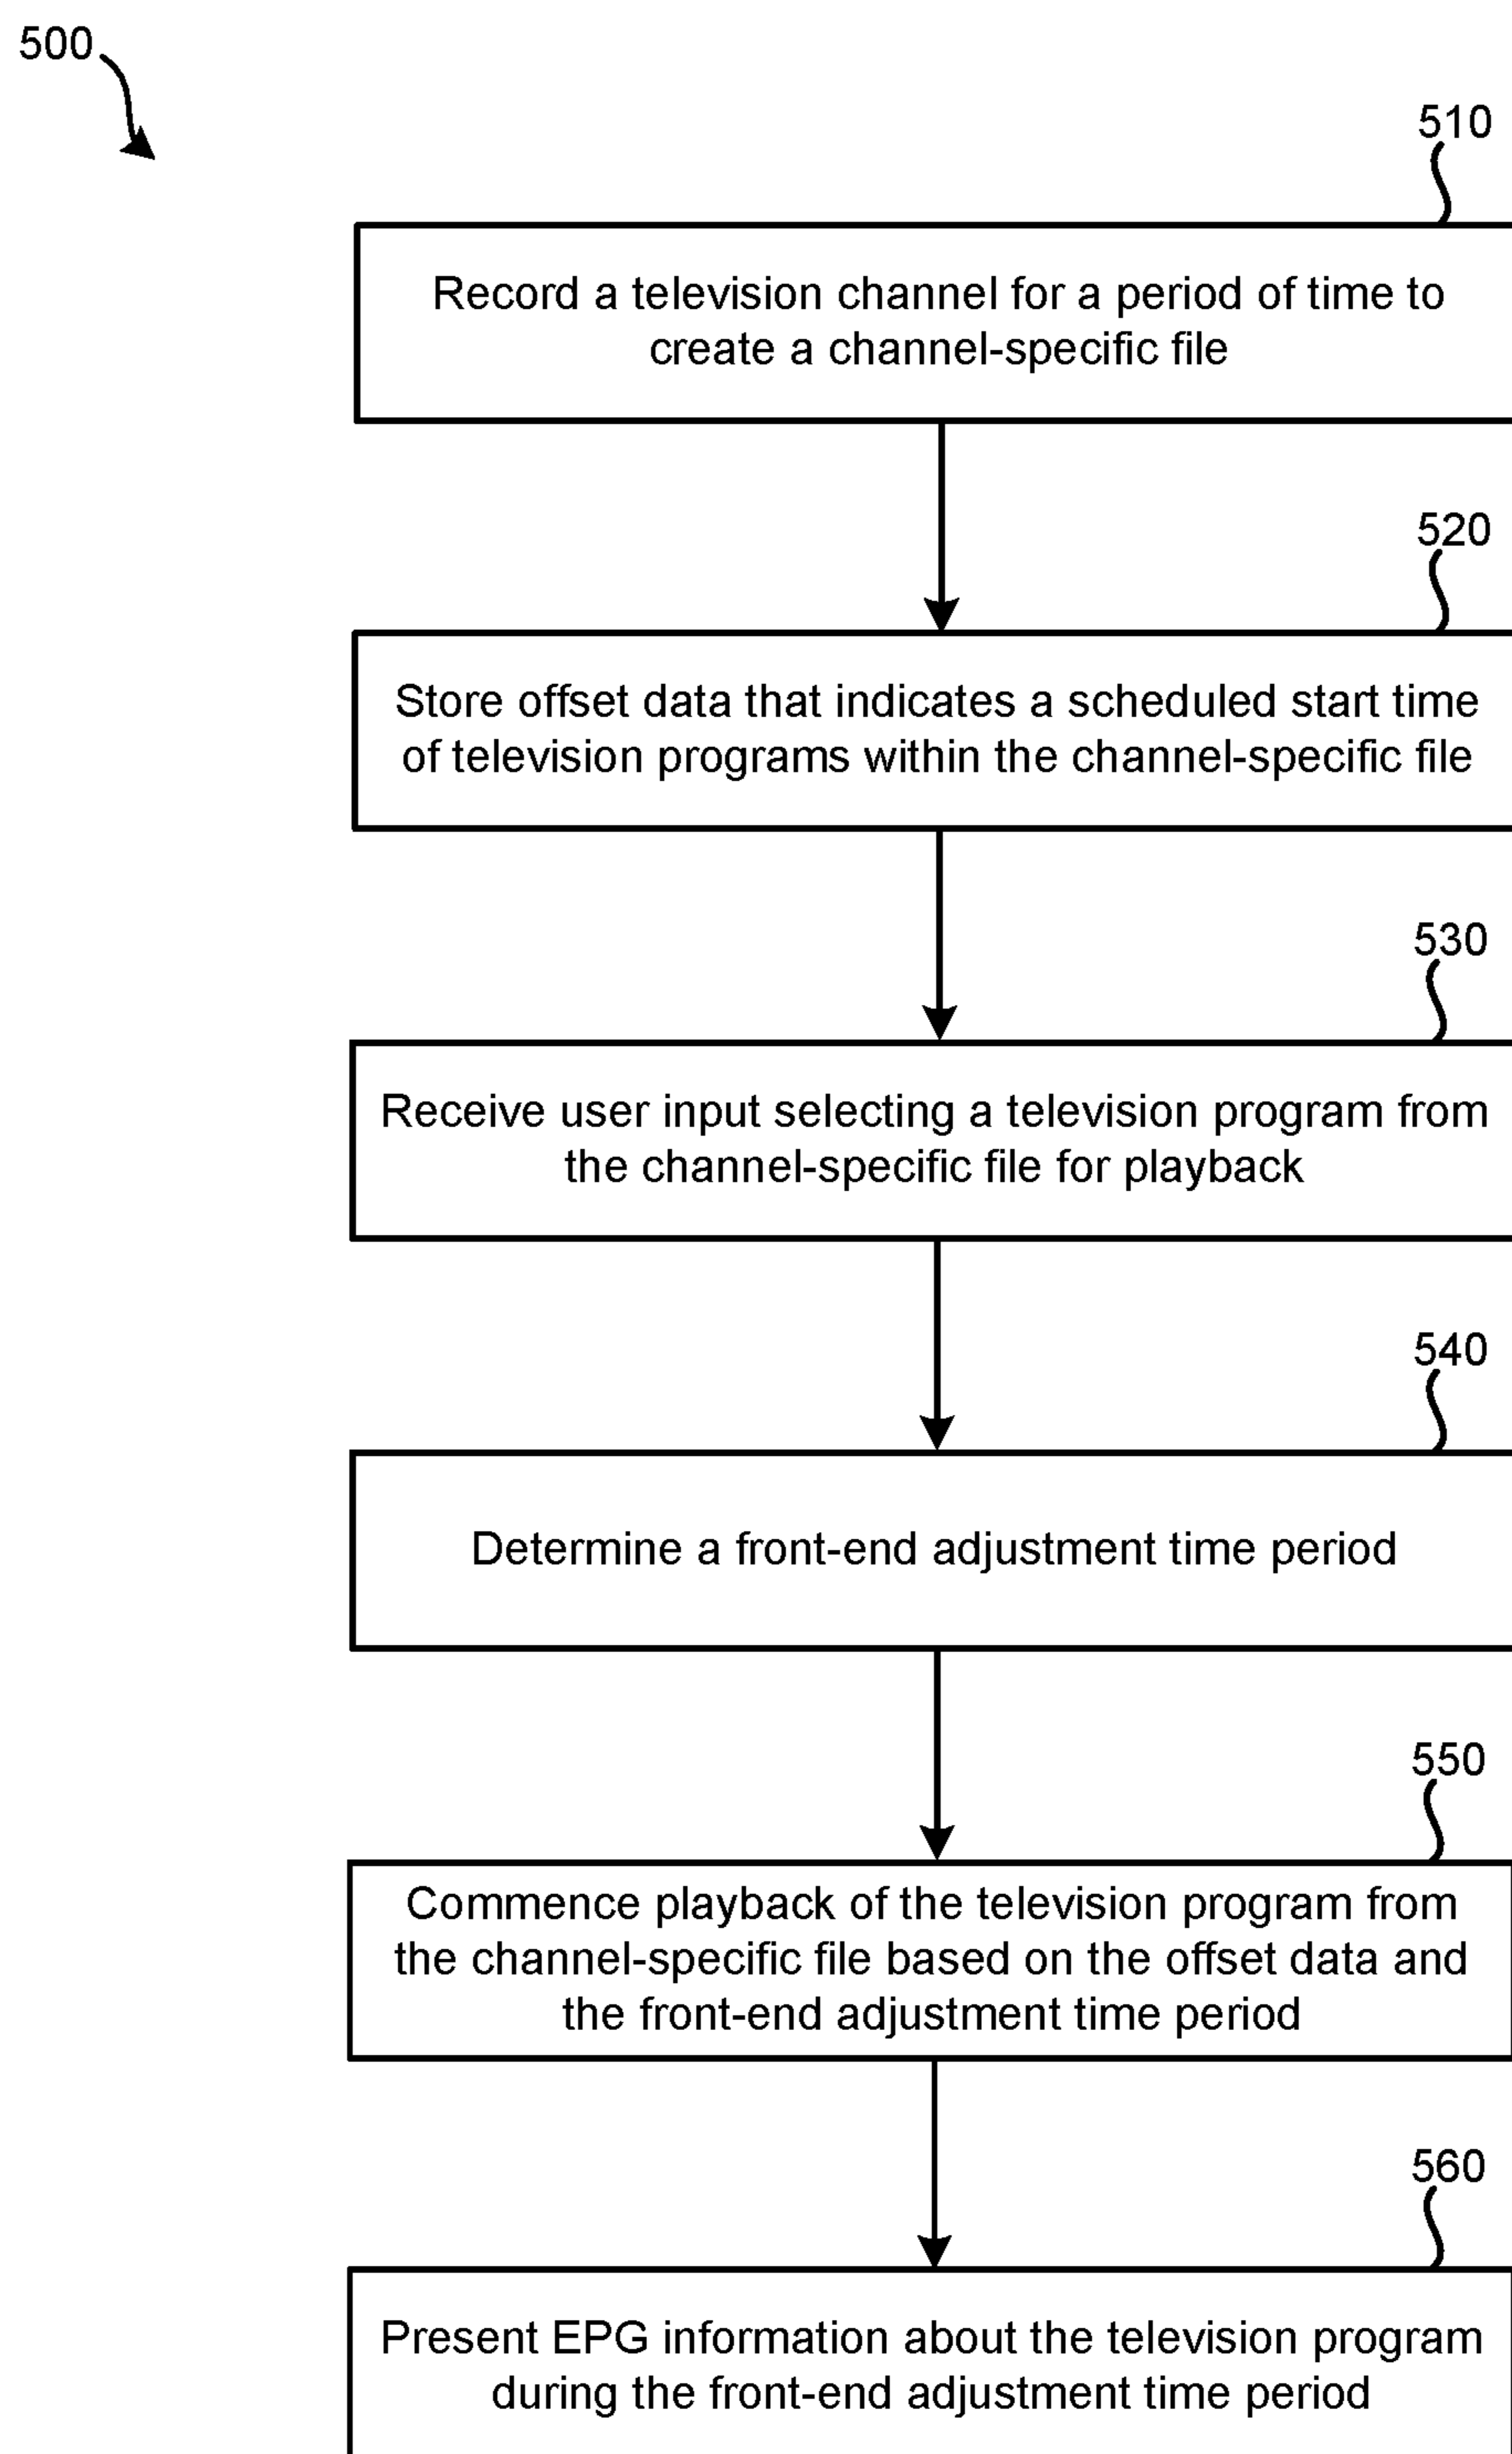 500
510
Record a television channel for a period of time to
create a channel-specific file
520
Store offset data that indicates a scheduled start time
of television programs within the channel-specific file
530
Receive user input selecting a television program from
the channel-specific file for playback
540
Determine a front-end adjustment time period
550
Commence playback of the television program from
the channel-specific file based on the offset data and
the front-end adjustment time period
560
Present EPG information about the television program
during the front-end adjustment time period